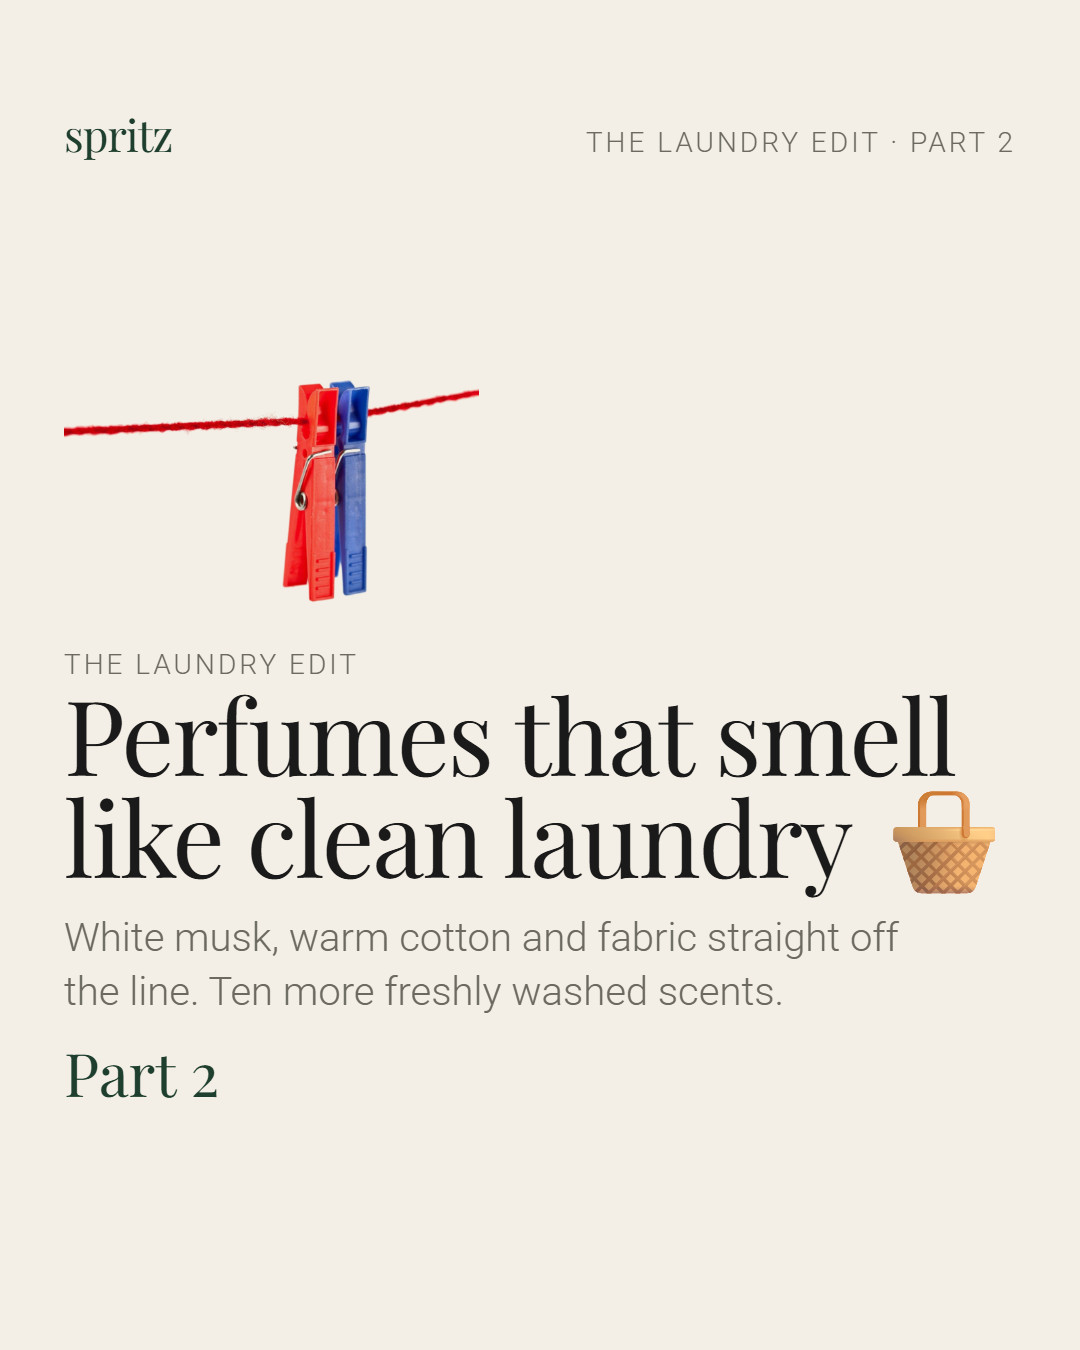 spritz
THE LAUNDRY EDIT · PART 2
THE LAUNDRY EDIT
Perfumes that smell
like clean laundry 🧺
White musk, warm cotton and fabric straight off
the line. Ten more freshly washed scents.
Part 2